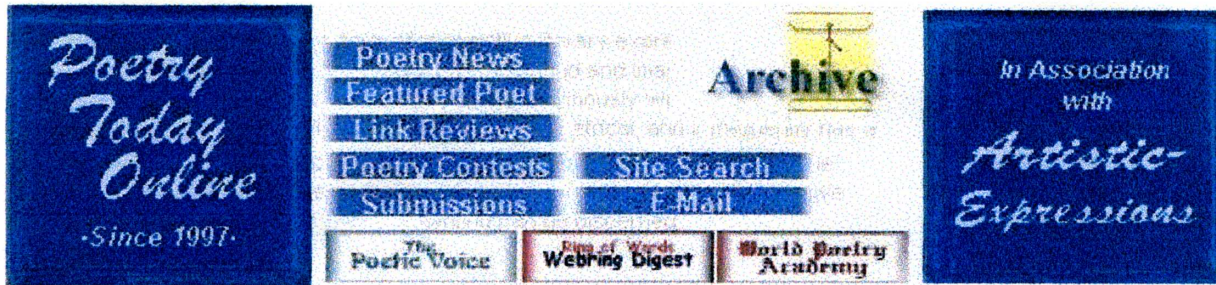 Poetry
Today
Online
·Since 1997·
Poetry News
Featured Poet
Link Reviews
Poetry Contests
Submissions
Archive
Site Search
E-Mail
The
Poetic Voice
Ring of Words
Webring Digest
World Poetry
Academy
In Association
with
Artistic-
Expressions